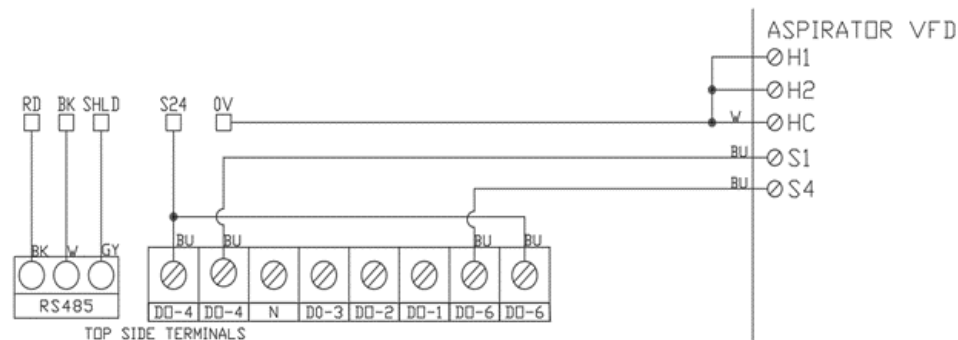 ASPIRATOR VFD
H1
H2
RD BK SHLD S24 0V
W HC
BU S1
BU S4
BK W GY BU BU BU BU
RS485
DO-4 DO-4 N DO-3 DO-2 DO-1 DO-6 DO-6
TOP SIDE TERMINALS